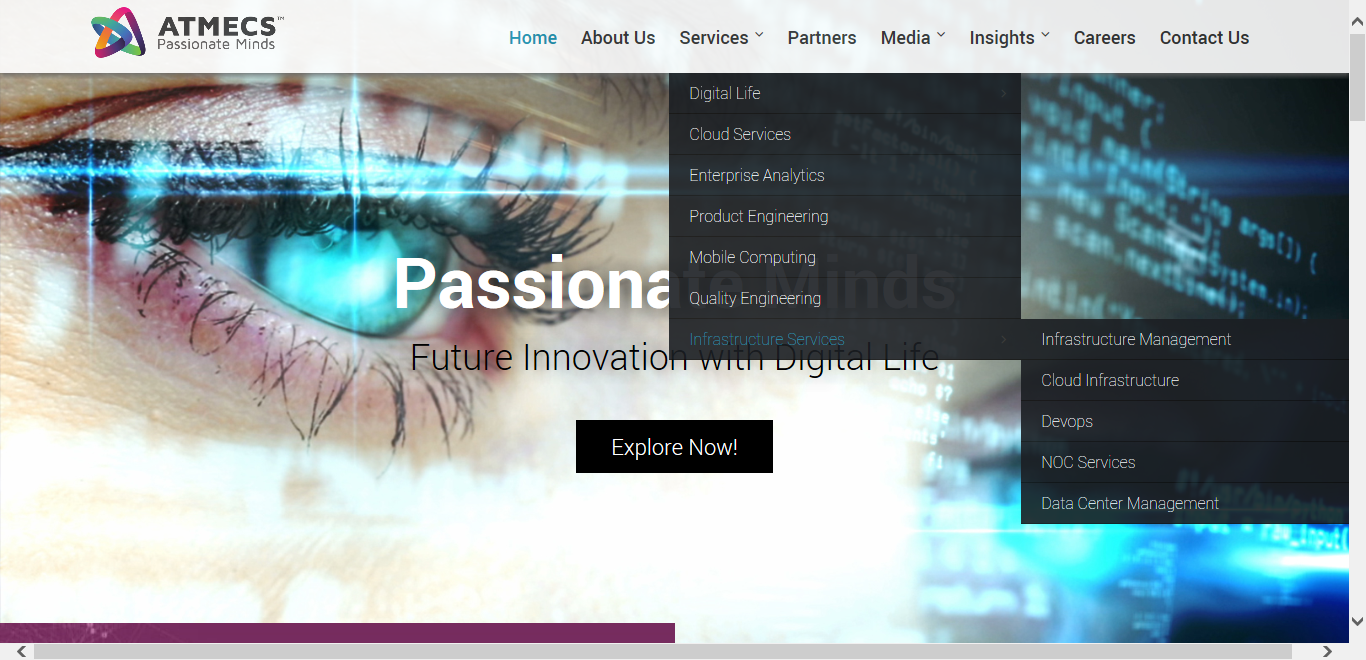 ATMECS™
Passionate Minds
Home About Us Services Partners Media Insights Careers Contact Us
Digital Life
Cloud Services
Enterprise Analytics
Product Engineering
Mobile Computing
Quality Engineering
Infrastructure Services
Infrastructure Management
Cloud Infrastructure
Devops
NOC Services
Data Center Management
Passionate Minds
Future Innovation with Digital Life
Explore Now!